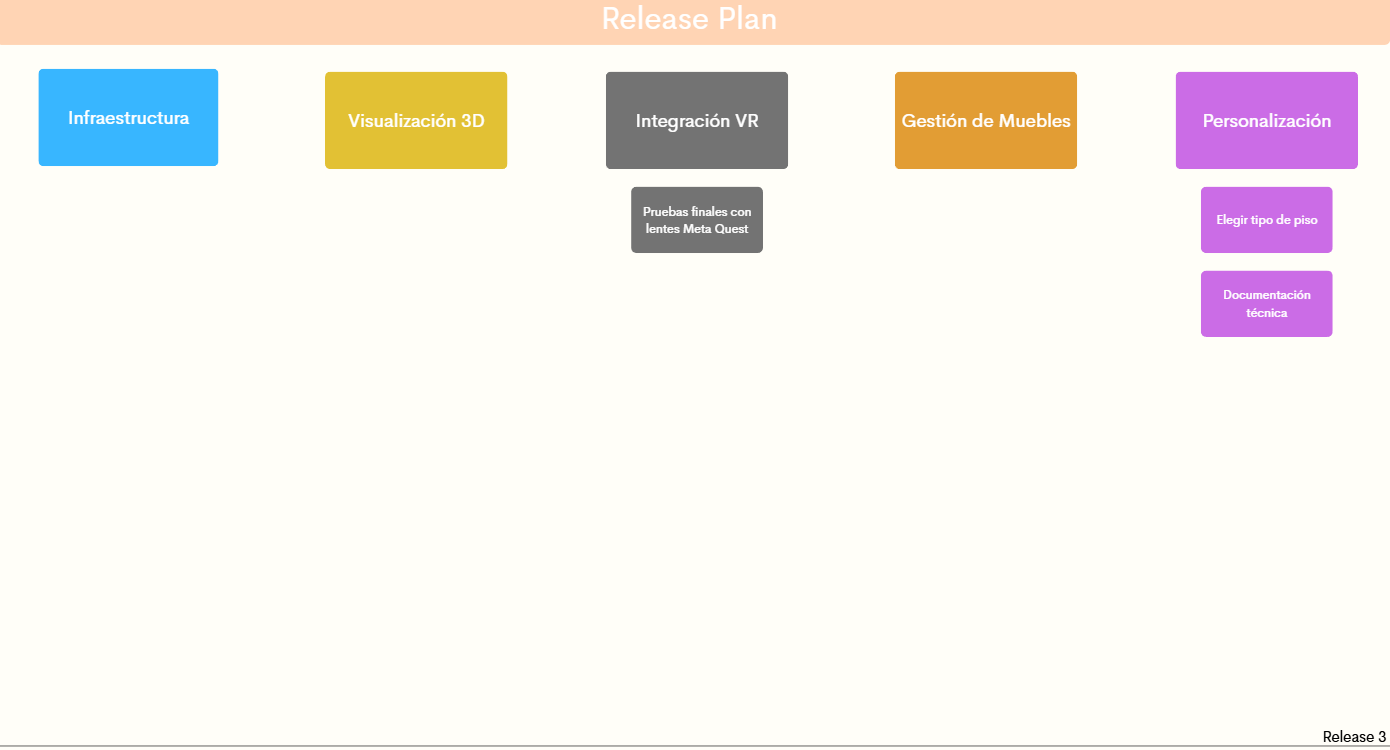 Release Plan
Infraestructura
Visualización 3D
Integración VR
Gestión de Muebles
Personalización
Pruebas finales con
lentes Meta Quest
Elegir tipo de piso
Documentación
técnica
Release 3